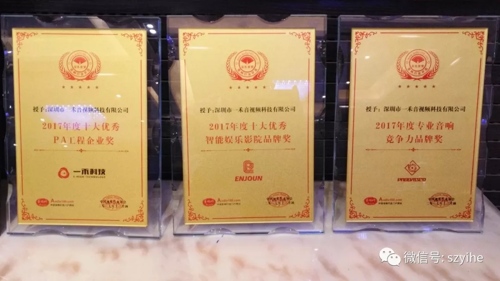 授予：深圳市一禾音视频科技有限公司
2017年度十大优秀
PA工程企业奖
一禾科技
授予：深圳市一禾音视频科技有限公司
2017年度十大优秀
智能娱乐影院品牌奖
ENJOUN
授予：深圳市一禾音视频科技有限公司
2017年度专业音响
竞争力品牌奖
微信号: szyihe